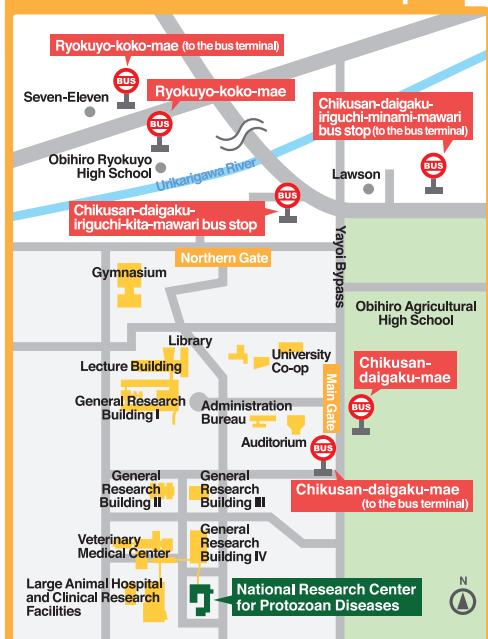 Ryokuyo-koko-mae (to the bus terminal)
BUS
Seven-Eleven
Ryokuyo-koko-mae
BUS
Chikusan-daigaku-
iriguchi-minami-mawari
bus stop (to the bus terminal)
Obihiro Ryokuyo
High School
Urikarigawa River
BUS
Lawson
BUS
Chikusan-daigaku-
iriguchi-kita-mawari bus stop
Yayoi Bypass
Northern Gate
Gymnasium
Obihiro Agricultural
High School
Library
University
Co-op
Lecture Building
Chikusan-
daigaku-mae
Main Gate
General Research
Building I
Administration
Bureau
BUS
Auditorium
BUS
General
Research
Building II
General
Research
Building III
Chikusan-daigaku-mae
(to the bus terminal)
Veterinary
Medical Center
General
Research
Building IV
Large Animal Hospital
and Clinical Research
Facilities
National Research Center
for Protozoan Diseases
N